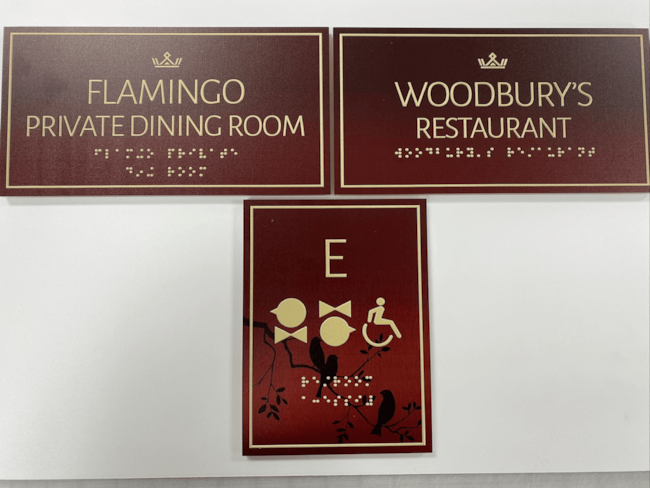 FLAMINGO
PRIVATE DINING ROOM
WOODBURY'S
RESTAURANT
E